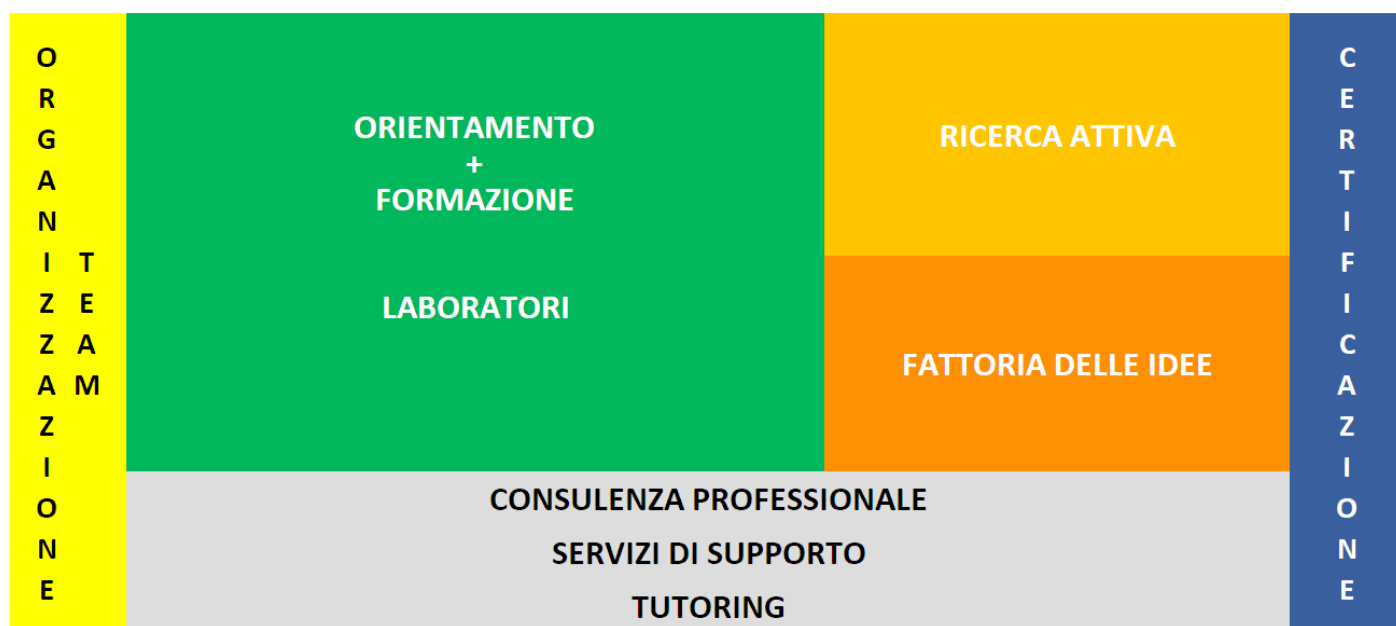 ORGANIZZAZIONE
TEAM
ORIENTAMENTO
+
FORMAZIONE
LABORATORI
RICERCA ATTIVA
FATTORIA DELLE IDEE
CONSULENZA PROFESSIONALE
SERVIZI DI SUPPORTO
TUTORING
CERTIFICAZIONE